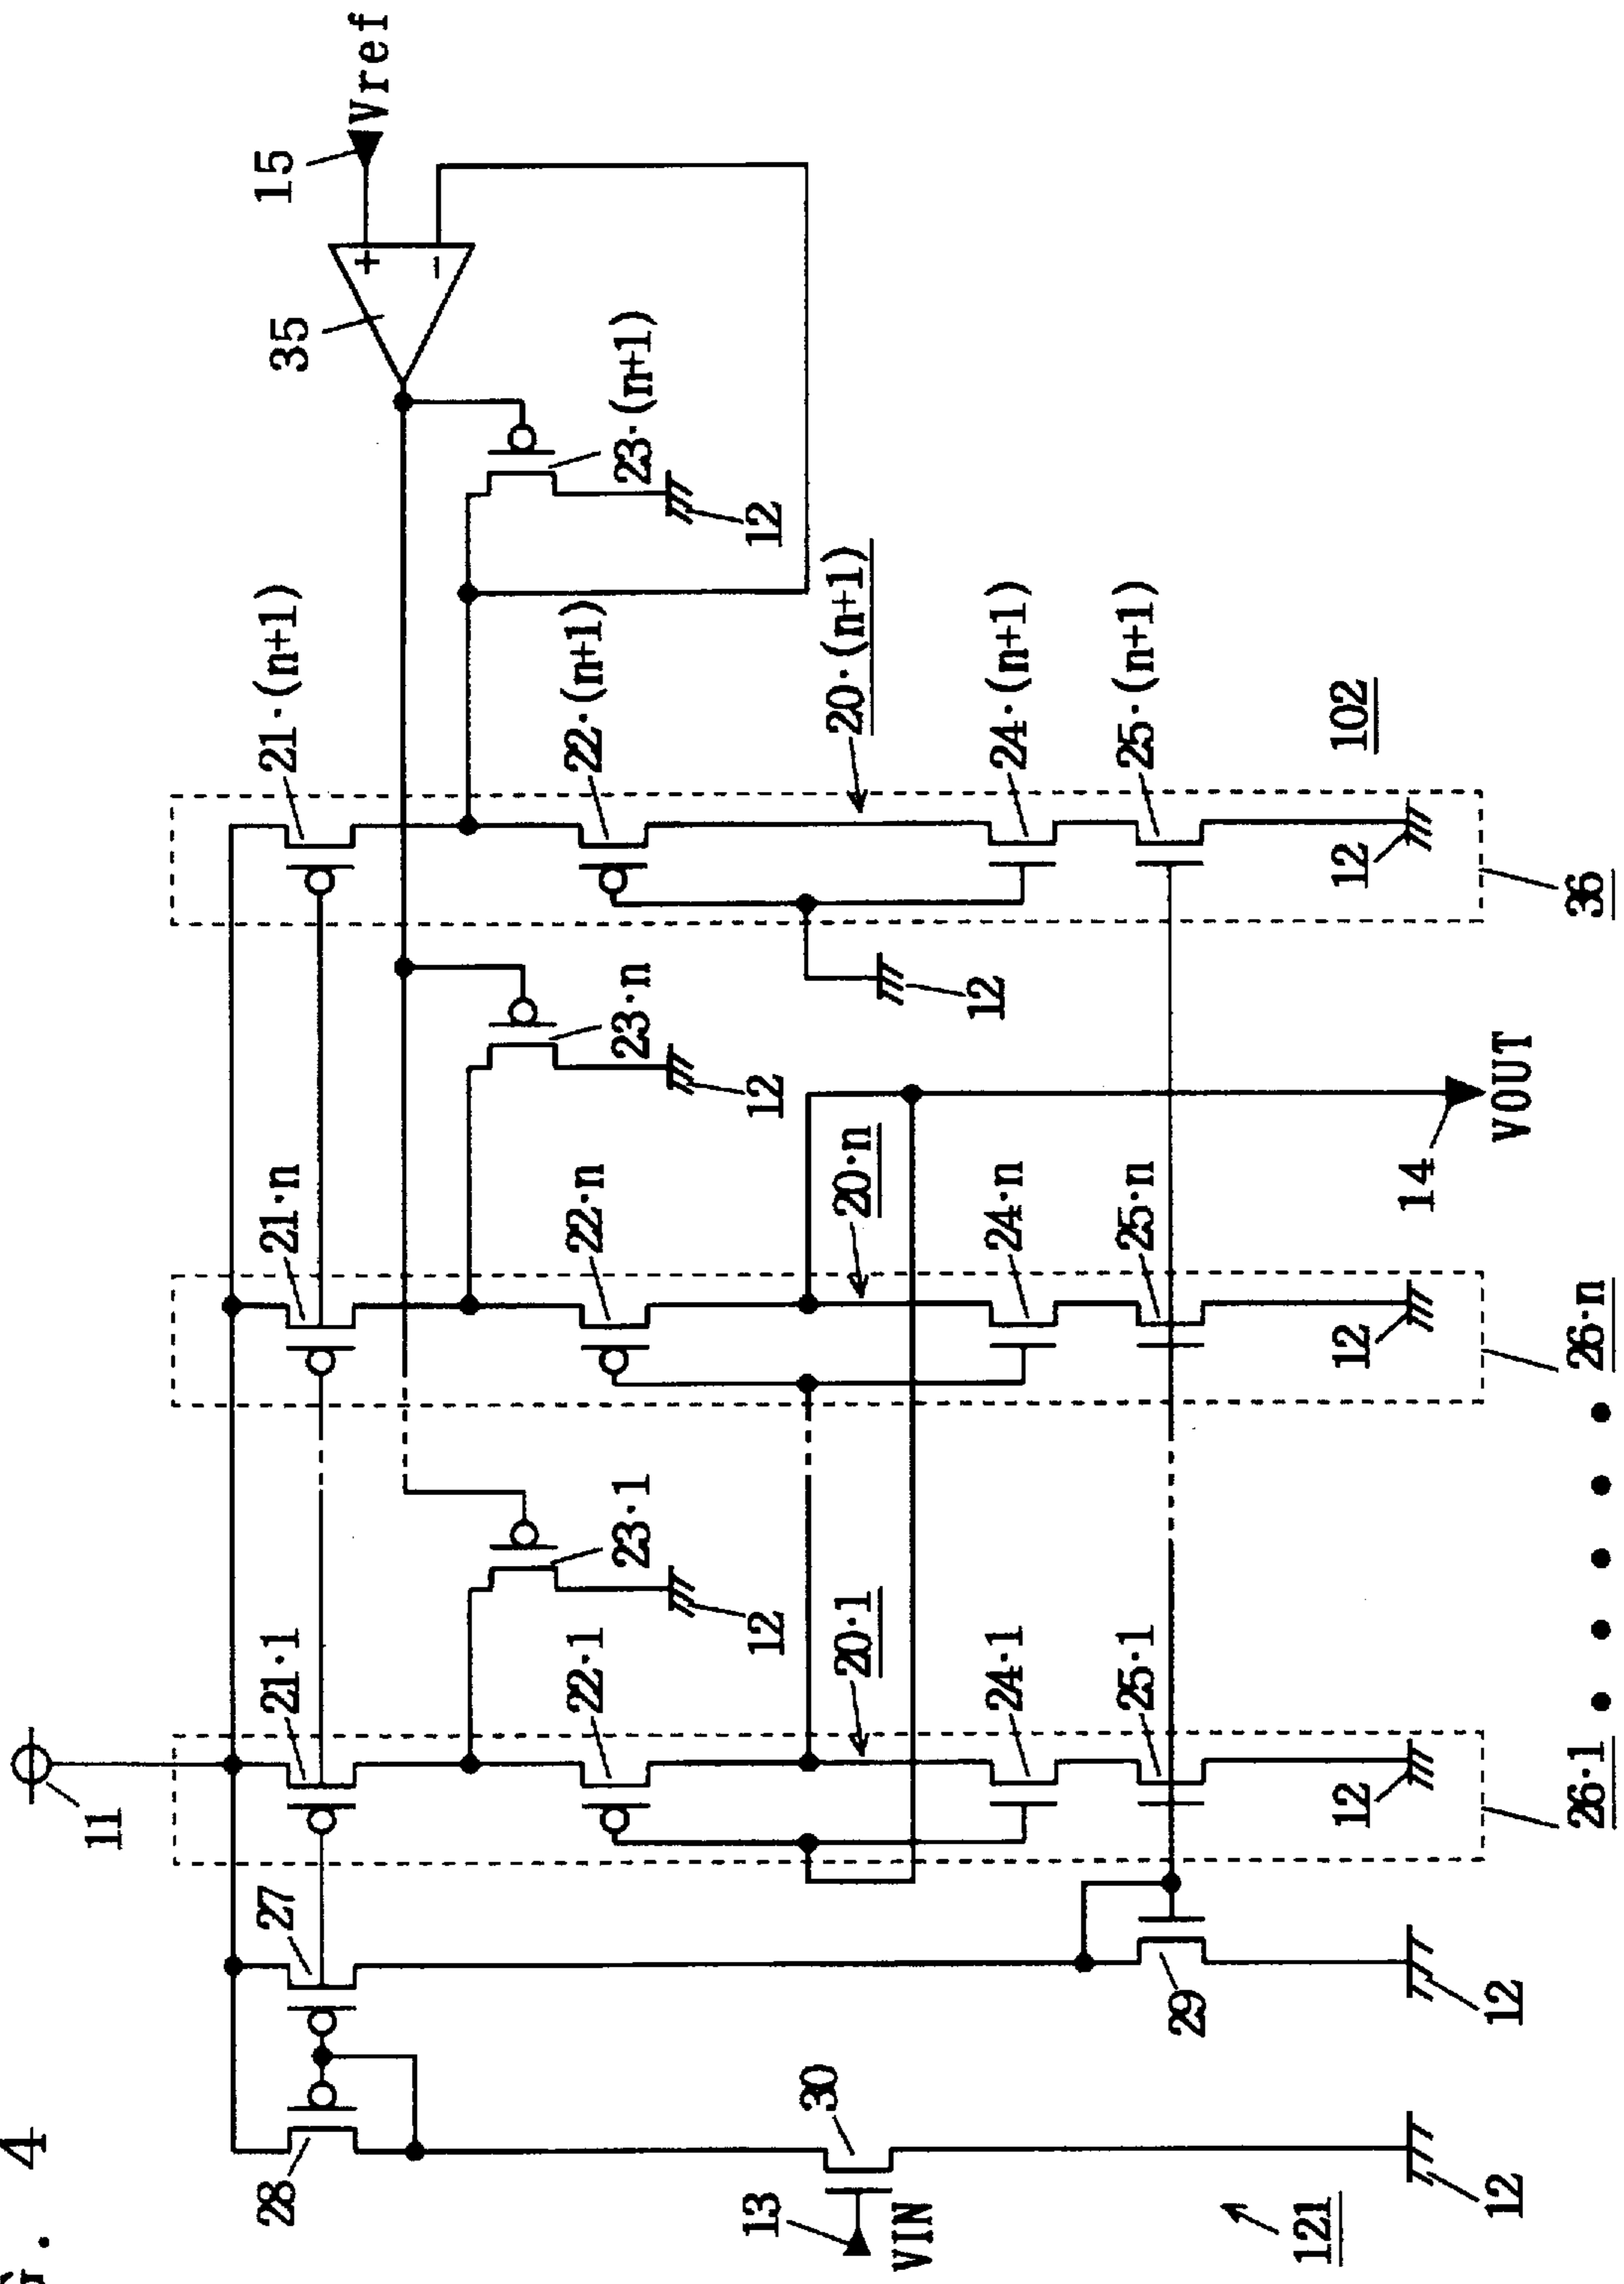 G. 4
11
28
27
21·1
21·n
21·(n+1)
35
15
Vref
+
-
22·1
23·1
22·n
23·n
22·(n+1)
23·(n+1)
12
12
12
13
VIN
30
20·1
20·n
20·(n+1)
12
24·1
24·n
24·(n+1)
29
25·1
25·n
25·(n+1)
121
102
12
12
12
12
12
14
VOUT
26·1 • • • • • 26·n
36